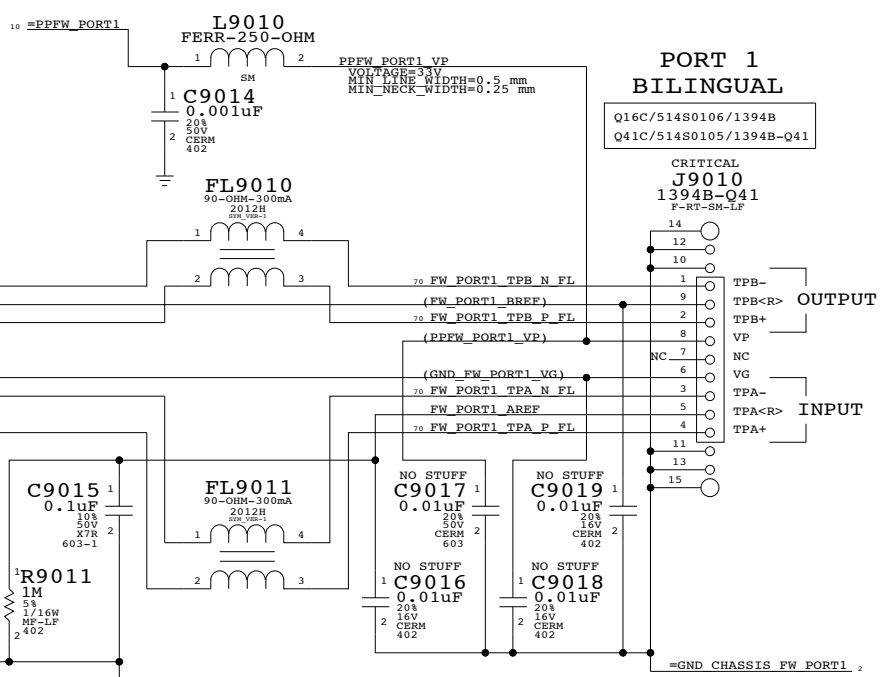 10 =PPFW_PORT1
L9010
FERR-250-OHM
1 2
SM
PPFW_PORT1_VP
VOLTAGE=33V
MIN_LINE_WIDTH=0.5 mm
MIN_NECK_WIDTH=0.25 mm
1 C9014
0.001uF
20%
50V
2 CERM
402
PORT 1
BILINGUAL
Q16C/514S0106/1394B
Q41C/514S0105/1394B-Q41
CRITICAL
J9010
1394B-Q41
F-RT-SM-LF
FL9010
90-OHM-300mA
2012H
SYM_VER-1
1 4
2 3
14
12
10
70 FW_PORT1_TPB_N_FL 1 TPB-
(FW_PORT1_BREF) 9 TPB<R> OUTPUT
70 FW_PORT1_TPB_P_FL 2 TPB+
(PPFW_PORT1_VP) 8 VP
NC 7 NC
(GND_FW_PORT1_VG) 6 VG
70 FW_PORT1_TPA_N_FL 3 TPA-
FW_PORT1_AREF 5 TPA<R> INPUT
70 FW_PORT1_TPA_P_FL 4 TPA+
11
13
15
C9015 1
0.1uF
10%
50V 2
X7R
603-1
FL9011
90-OHM-300mA
2012H
SYM_VER-1
1 4
2 3
NO STUFF
C9017 1
0.01uF
20%
50V 2
CERM
603
NO STUFF
C9019 1
0.01uF
20%
16V 2
CERM
402
1 R9011
1M
5%
1/16W
MF-LF
2 402
NO STUFF
1 C9016
0.01uF
20%
16V
2 CERM
402
NO STUFF
1 C9018
0.01uF
20%
16V
2 CERM
402
=GND_CHASSIS_FW_PORT1 2